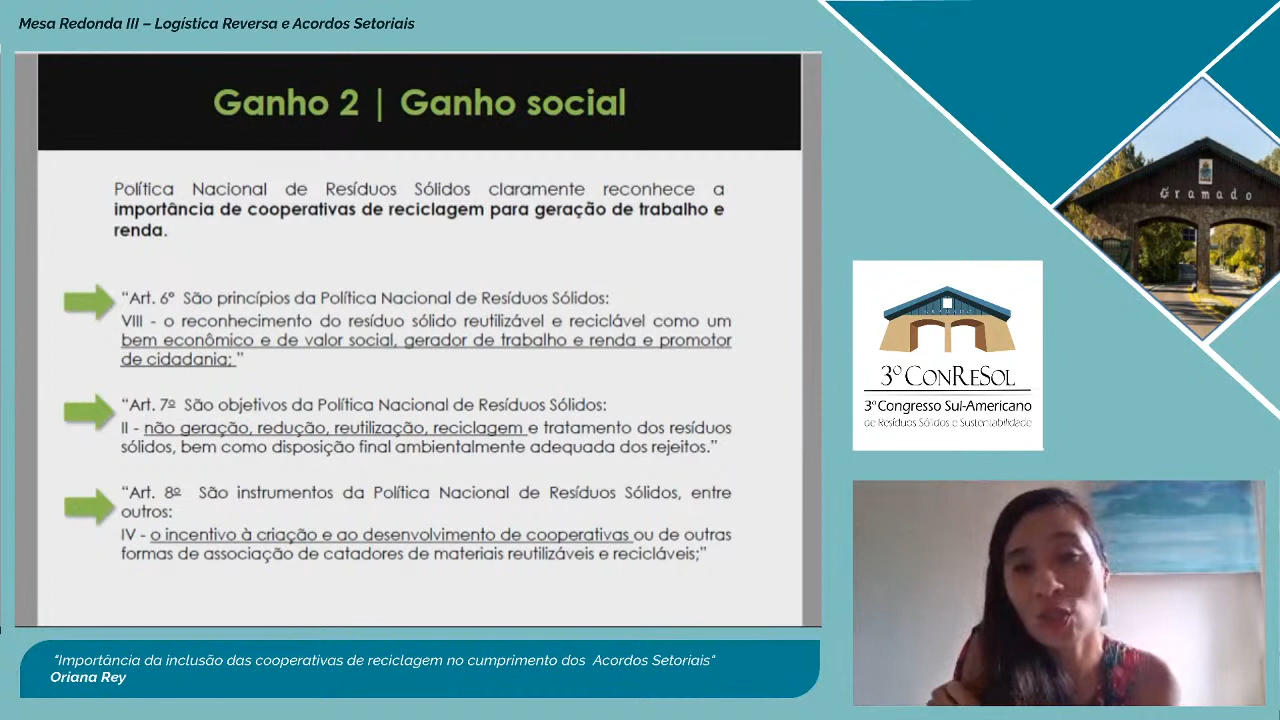 Mesa Redonda III – Logística Reversa e Acordos Setoriais
Ganho 2 | Ganho social
Política Nacional de Resíduos Sólidos claramente reconhece a
importância de cooperativas de reciclagem para geração de trabalho e
renda.
“Art. 6º São princípios da Política Nacional de Resíduos Sólidos:
VIII - o reconhecimento do resíduo sólido reutilizável e reciclável como um
bem econômico e de valor social, gerador de trabalho e renda e promotor
de cidadania; ”
“Art. 7º São objetivos da Política Nacional de Resíduos Sólidos:
II - não geração, redução, reutilização, reciclagem e tratamento dos resíduos
sólidos, bem como disposição final ambientalmente adequada dos rejeitos.”
“Art. 8º São instrumentos da Política Nacional de Resíduos Sólidos, entre
outros:
IV - o incentivo à criação e ao desenvolvimento de cooperativas ou de outras
formas de associação de catadores de materiais reutilizáveis e recicláveis;”
Gramado
GRAMADO
3º CONRESOL
3º Congresso Sul-Americano
de Resíduos Sólidos e Sustentabilidade
"Importância da inclusão das cooperativas de reciclagem no cumprimento dos Acordos Setoriais"
Oriana Rey